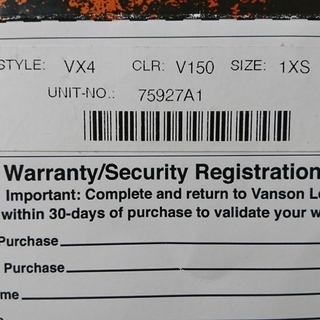 STYLE: VX4 CLR: V150 SIZE: 1XS
UNIT-NO.: 75927A1
Warranty/Security Registration
Important: Complete and return to Vanson
within 30-days of purchase to validate your
Purchase
Purchase